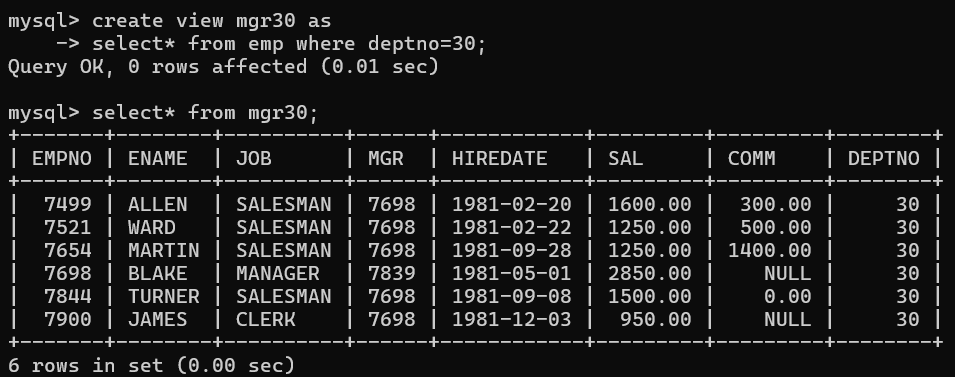 mysql> create view mgr30 as
    -> select* from emp where deptno=30;
Query OK, 0 rows affected (0.01 sec)

mysql> select* from mgr30;
+-------+--------+----------+------+------------+---------+---------+--------+
| EMPNO | ENAME  | JOB      | MGR  | HIREDATE   | SAL     | COMM    | DEPTNO |
+-------+--------+----------+------+------------+---------+---------+--------+
|  7499 | ALLEN  | SALESMAN | 7698 | 1981-02-20 | 1600.00 |  300.00 |     30 |
|  7521 | WARD   | SALESMAN | 7698 | 1981-02-22 | 1250.00 |  500.00 |     30 |
|  7654 | MARTIN | SALESMAN | 7698 | 1981-09-28 | 1250.00 | 1400.00 |     30 |
|  7698 | BLAKE  | MANAGER  | 7839 | 1981-05-01 | 2850.00 |    NULL |     30 |
|  7844 | TURNER | SALESMAN | 7698 | 1981-09-08 | 1500.00 |    0.00 |     30 |
|  7900 | JAMES  | CLERK    | 7698 | 1981-12-03 |  950.00 |    NULL |     30 |
+-------+--------+----------+------+------------+---------+---------+--------+
6 rows in set (0.00 sec)